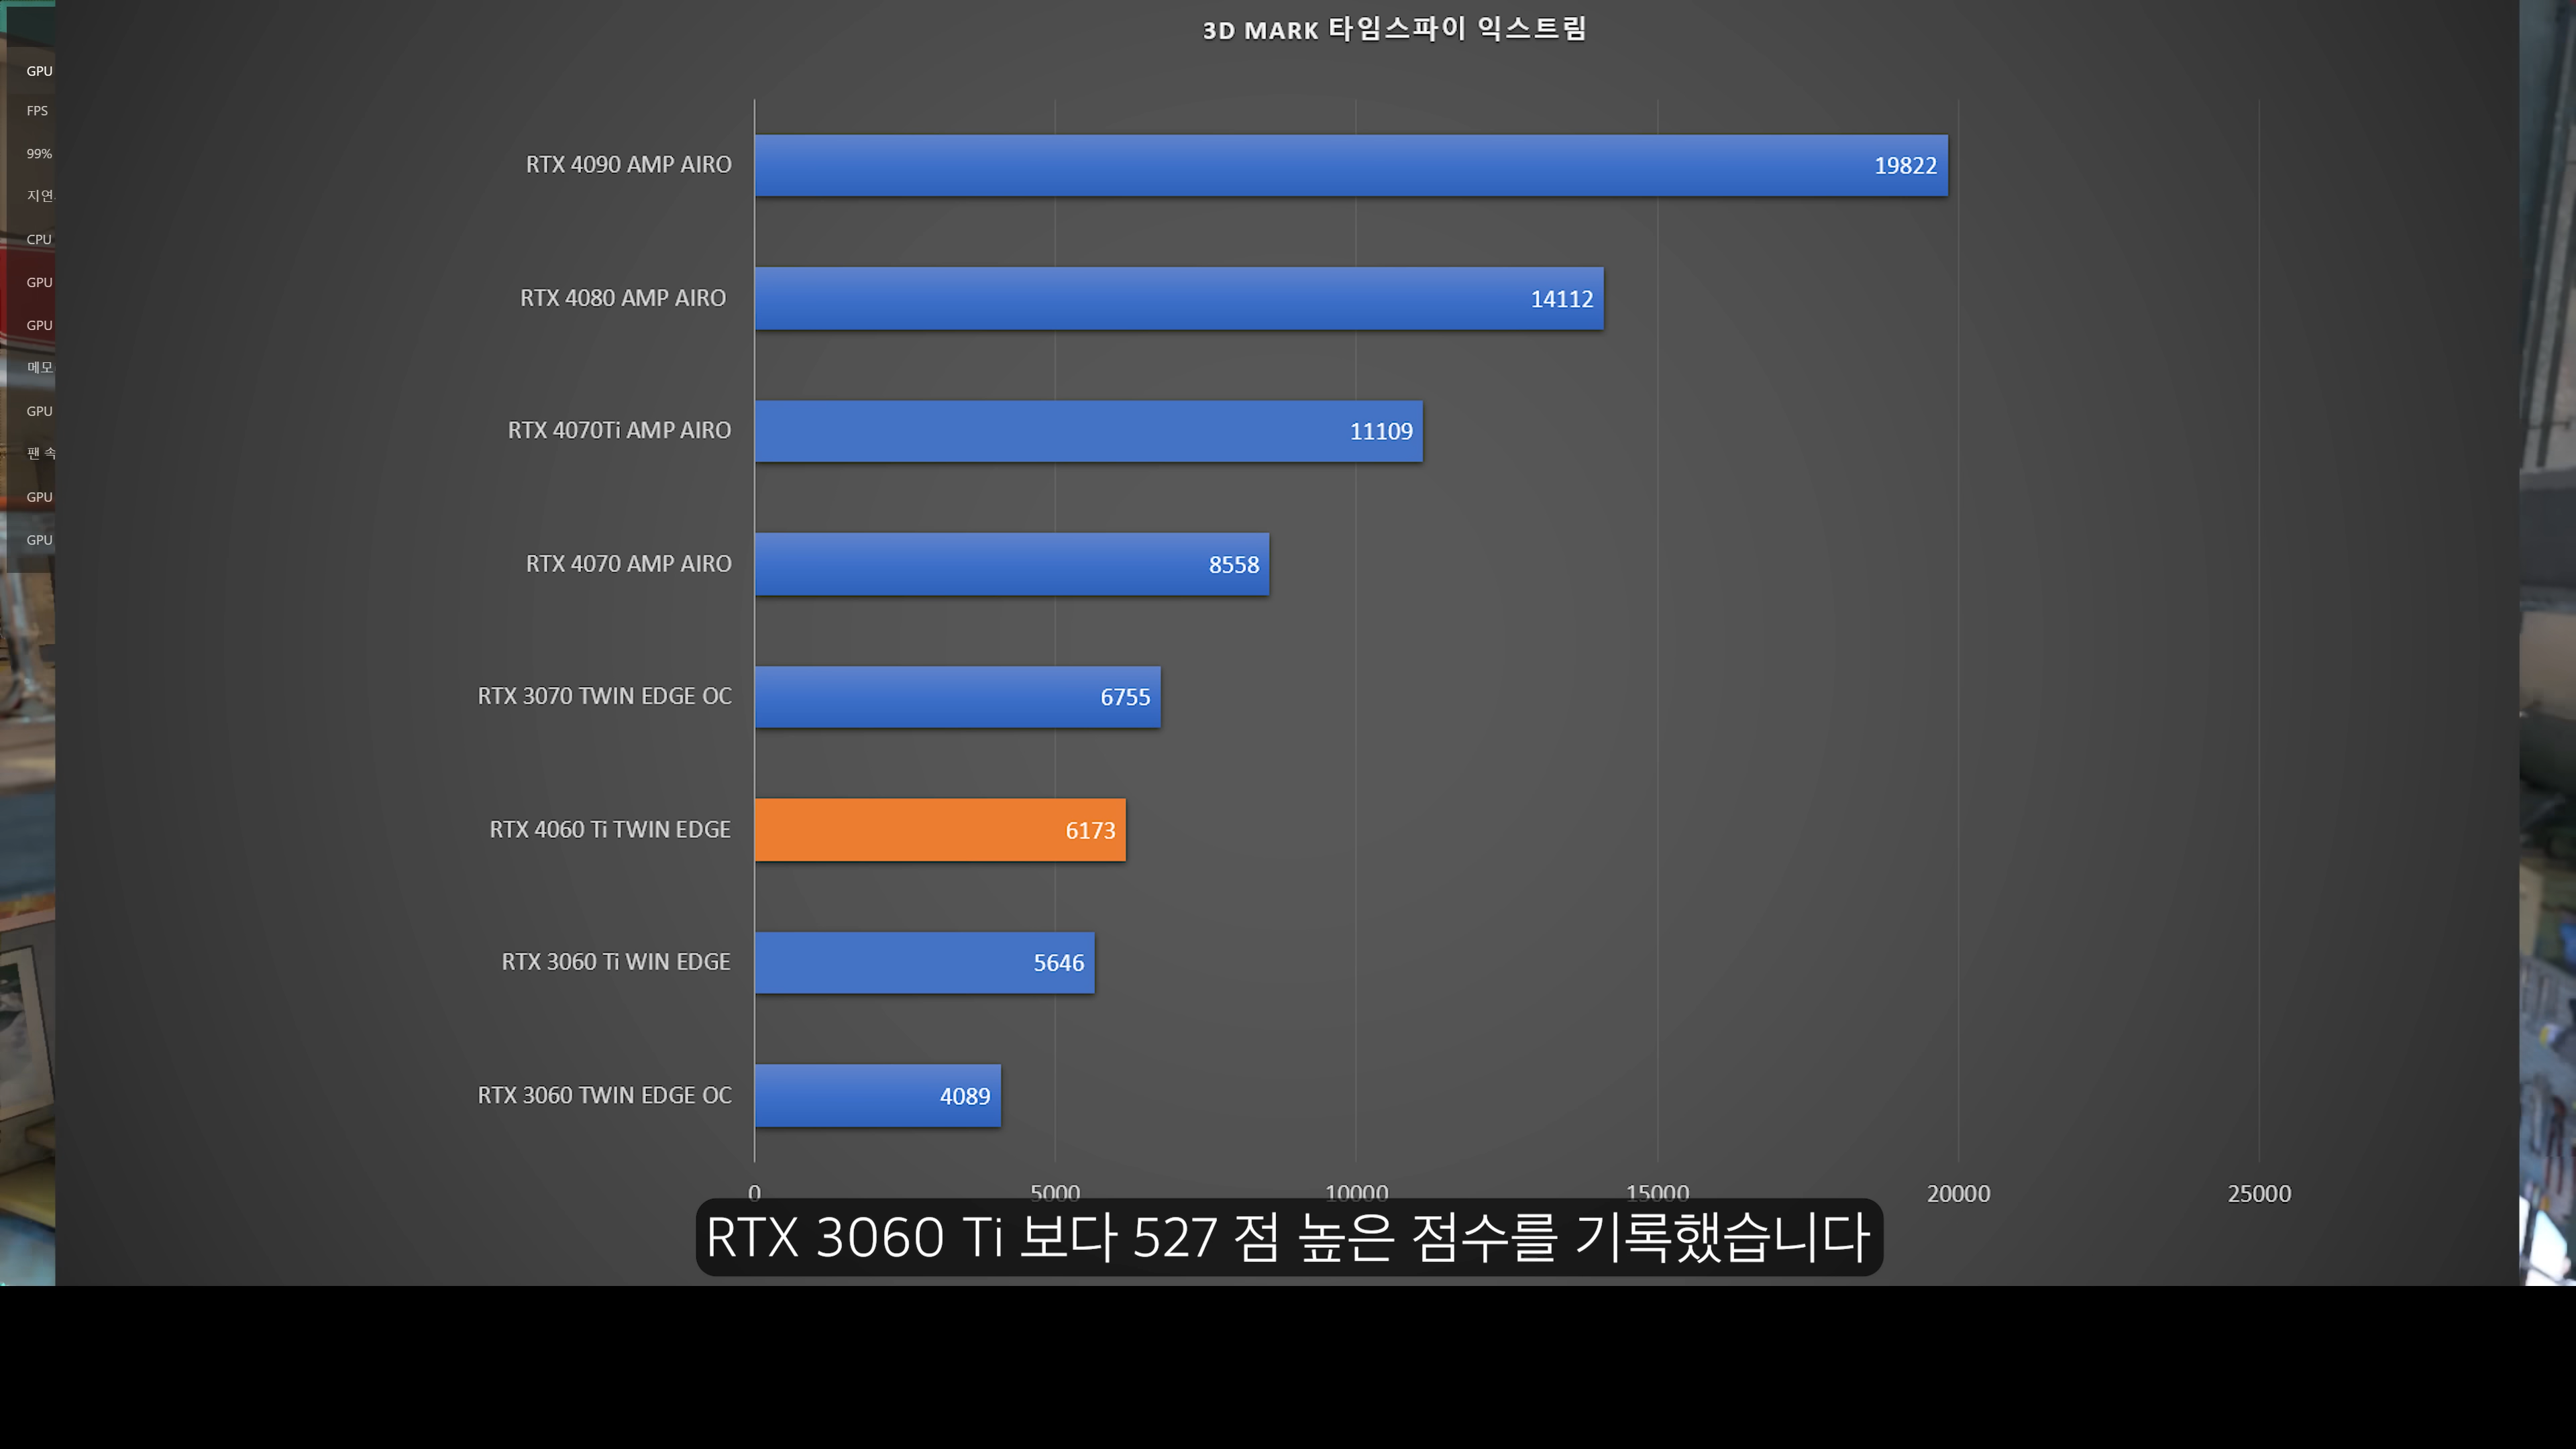 3D MARK 타임스파이 익스트림
GPU
FPS
99%
지연
CPU
GPU
GPU
메모
GPU
팬 속
GPU
GPU
RTX 4090 AMP AIRO 19822
RTX 4080 AMP AIRO 14112
RTX 4070Ti AMP AIRO 11109
RTX 4070 AMP AIRO 8558
RTX 3070 TWIN EDGE OC 6755
RTX 4060 Ti TWIN EDGE 6173
RTX 3060 Ti WIN EDGE 5646
RTX 3060 TWIN EDGE OC 4089
0 5000 10000 15000 20000 25000
RTX 3060 Ti 보다 527 점 높은 점수를 기록했습니다